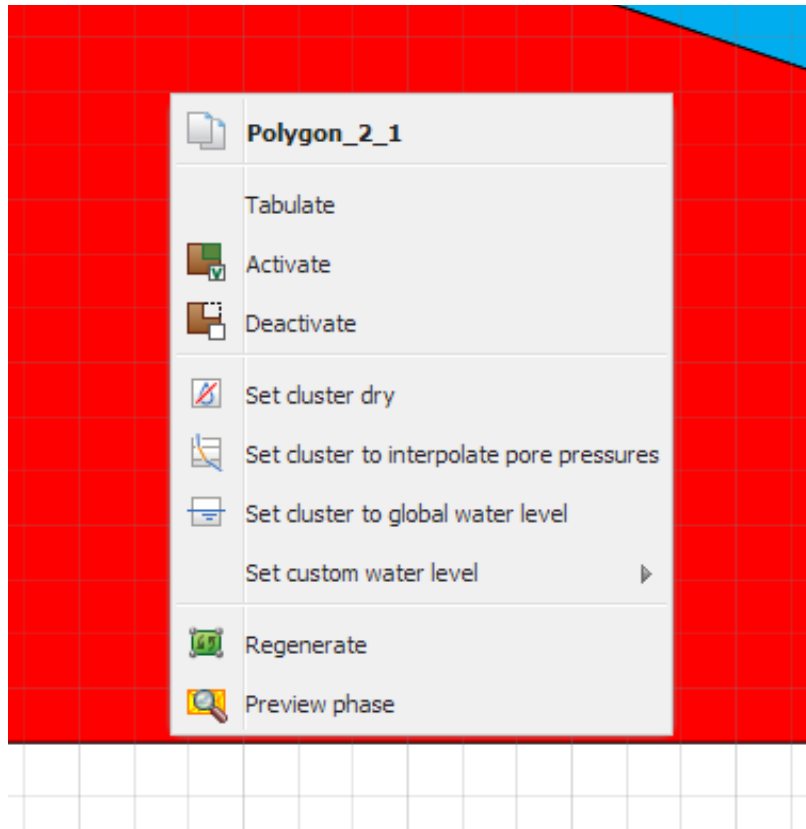 Polygon_2_1
Tabulate
Activate
Deactivate
Set cluster dry
Set cluster to interpolate pore pressures
Set cluster to global water level
Set custom water level
Regenerate
Preview phase